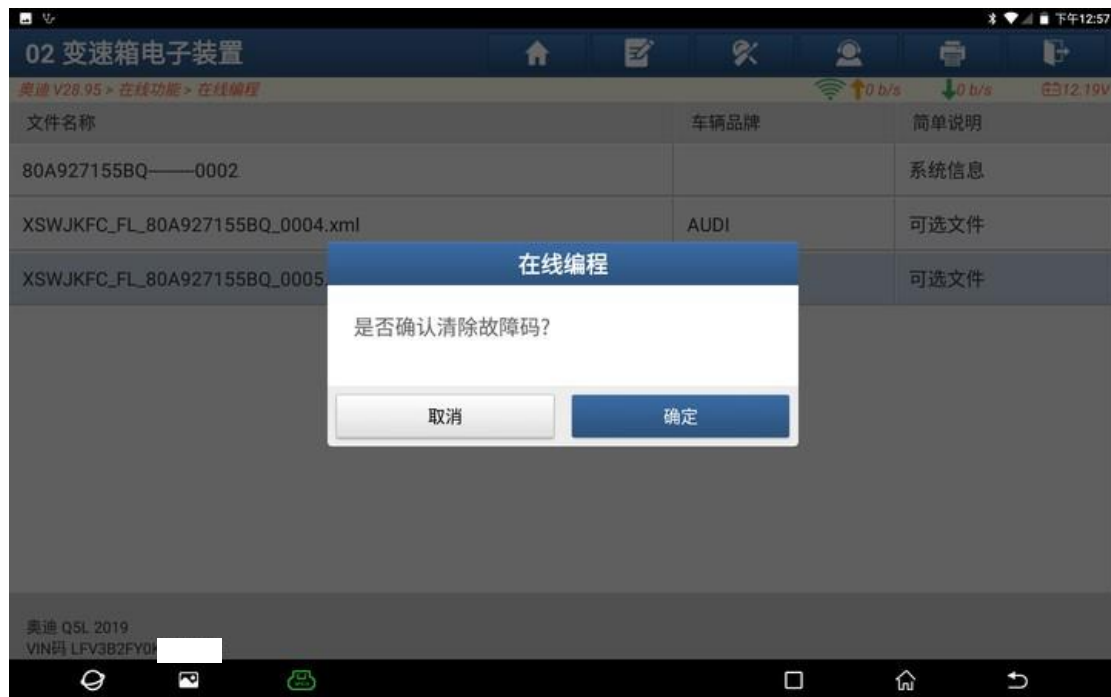 下午12:57
02 变速箱电子装置
奥迪 V28.95 > 在线功能 > 在线编程
0 b/s
0 b/s
12.19V
文件名称 车辆品牌 简单说明
80A927155BQ--------0002 系统信息
XSWJKFC_FL_80A927155BQ_0004.xml AUDI 可选文件
XSWJKFC_FL_80A927155BQ_0005. 可选文件
在线编程
是否确认清除故障码?
取消 确定
奥迪 Q5L 2019
VIN码 LFV3B2FY0